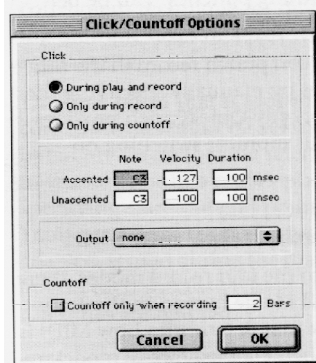 Click/Countoff Options
Click
During play and record
Only during record
Only during countoff
Note Velocity Duration
Accented C3 127 100 msec
Unaccented C3 100 100 msec
Output none
Countoff
Countoff only when recording 2 Bars
Cancel OK